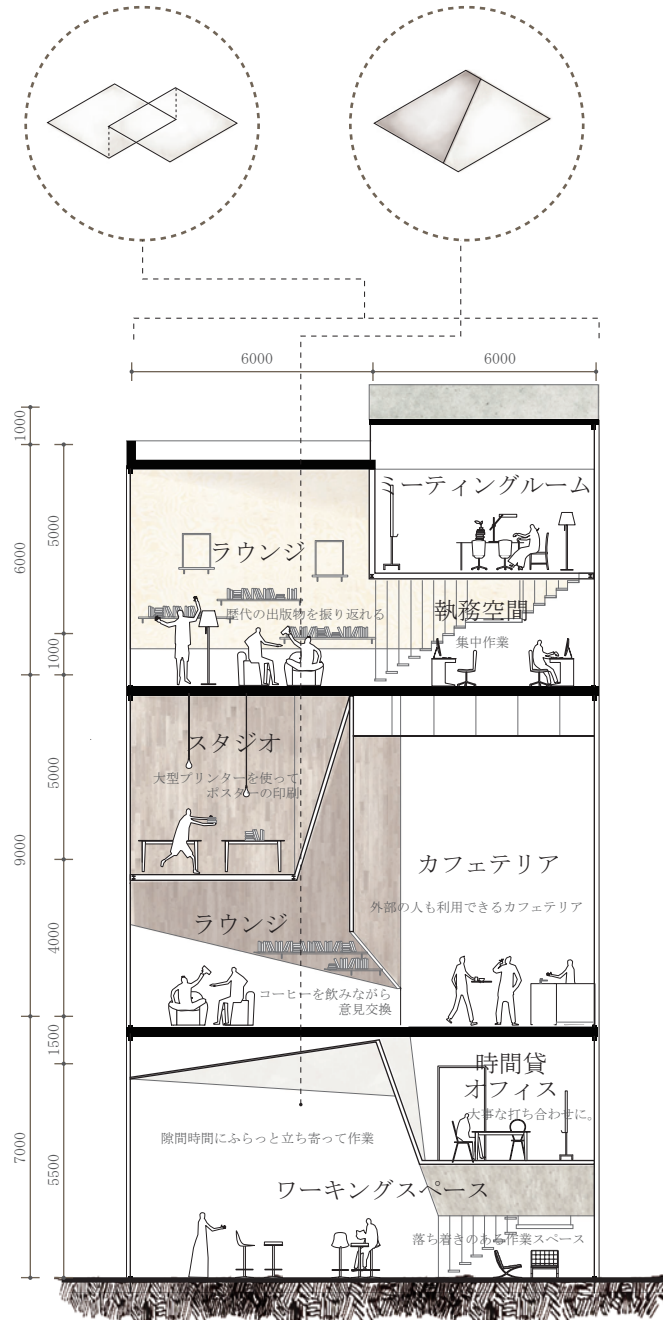 6000
6000
1000
6000
5000
1000
ミーティングルーム
ラウンジ
歴代の出版物を振り返れる
執務空間
集中作業
9000
5000
4000
スタジオ
大型プリンターを使って
ポスターの印刷
カフェテリア
外部の人も利用できるカフェテリア
ラウンジ
コーヒーを飲みながら
意見交換
7000
1500
5500
時間貸
オフィス
大事な打ち合わせに。
隙間時間にふらっと立ち寄って作業
ワーキングスペース
落ち着きのある作業スペース